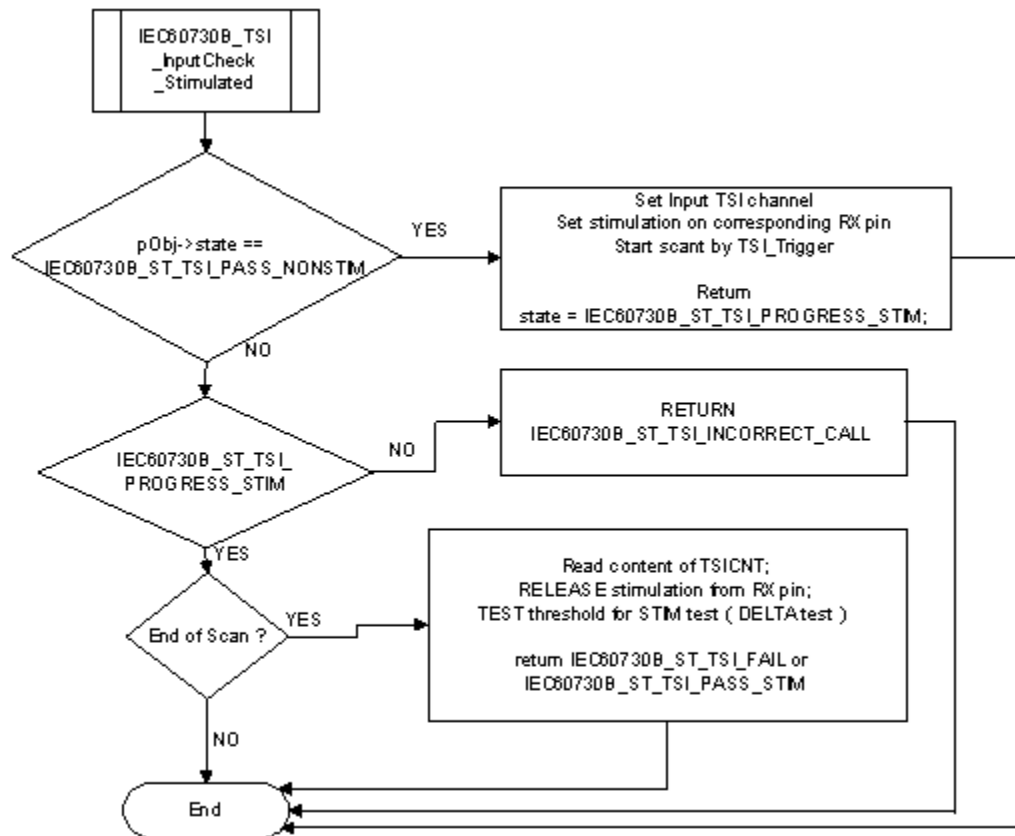 IEC60730B_TSI
_InputCheck
_Stimulated
pObj->state ==
IEC60730B_ST_TSI_PASS_NONSTIM
YES
Set Input TSI channel
Set stimulation on corresponding RX pin
Start scant by TSI_Trigger
Return
state = IEC60730B_ST_TSI_PROGRESS_STIM;
NO
IEC60730B_ST_TSI_
PROGRESS_STIM
NO
RETURN
IEC60730B_ST_TSI_INCORRECT_CALL
YES
End of Scan ?
YES
Read content of TSICNT;
RELEASE stimulation from RX pin;
TEST threshold for STIM test ( DELTA test )
return IEC60730B_ST_TSI_FAIL or
IEC60730B_ST_TSI_PASS_STIM
NO
End